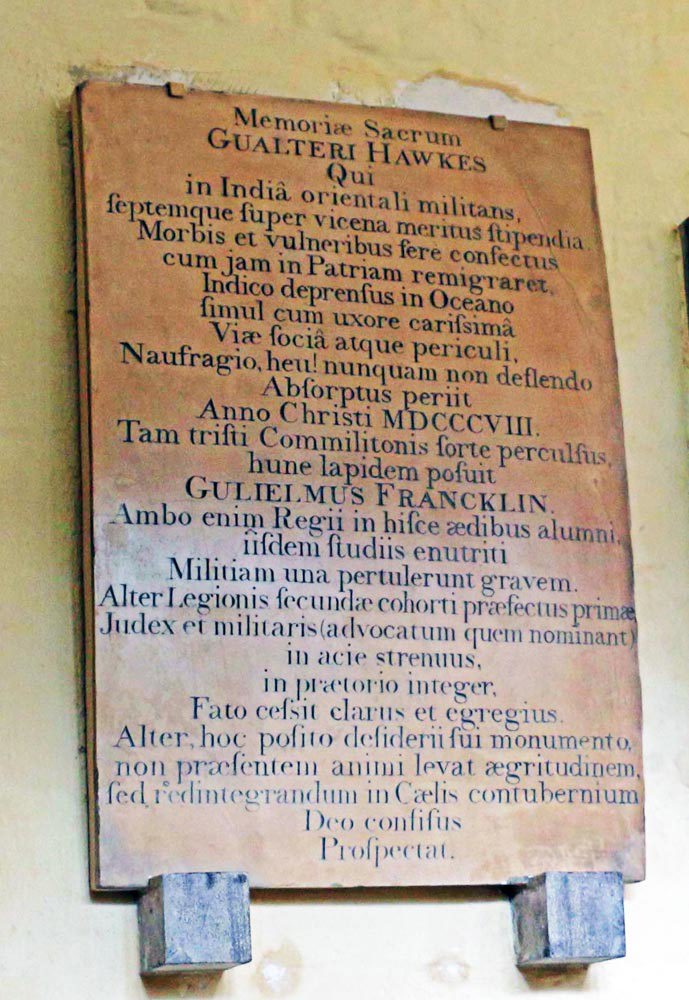 Memoriæ Sacrum
GUALTERI HAWKES
Qui
in Indiâ orientali militans,
ſeptemque ſuper vicena meritus ſtipendia.
Morbis et vulneribus fere confectus
cum jam in Patriam remigraret,
Indico deprenſus in Oceano
ſimul cum uxore cariſsimâ
Viæ ſociâ atque periculi,
Naufragio, heu! nunquam non deflendo
Abſorptus periit
Anno Christi MDCCCVIII.
Tam triſti Commilitonis ſorte perculſus,
hunc lapidem poſuit
GULIELMUS FRANCKLIN.
Ambo enim Regii in hiſce ædibus alumni,
iiſdem ſtudiis enutriti
Militiam una pertulerunt gravem.
Alter Legionis ſecundæ cohorti præfectus primæ
Judex et militaris (advocatum quem nominant)
in acie strenuus,
in prætorio integer,
Fato ceſsit clarus et egregius.
Alter, hoc poſito deſiderii ſui monumento,
non præſentem animi levat ægritudinem,
ſed redintegrandum in Cælis contubernium
Deo confiſus
Proſpectat.